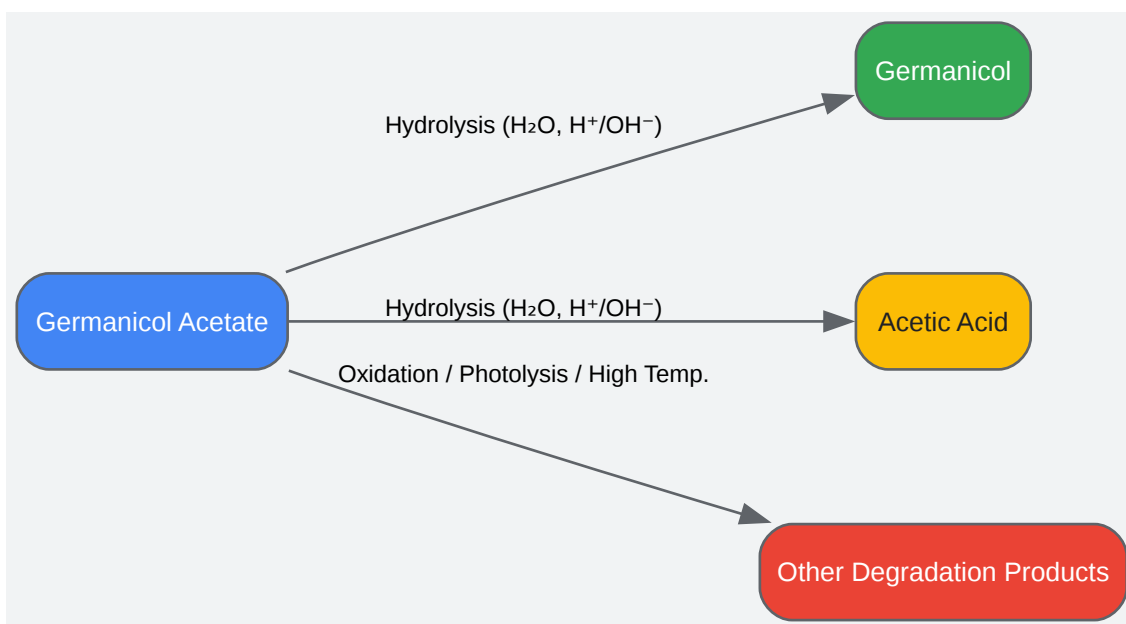 Germanicol
Hydrolysis (H₂O, H⁺/OH⁻)
Germanicol Acetate
Hydrolysis (H₂O, H⁺/OH⁻)
Acetic Acid
Oxidation / Photolysis / High Temp.
Other Degradation Products